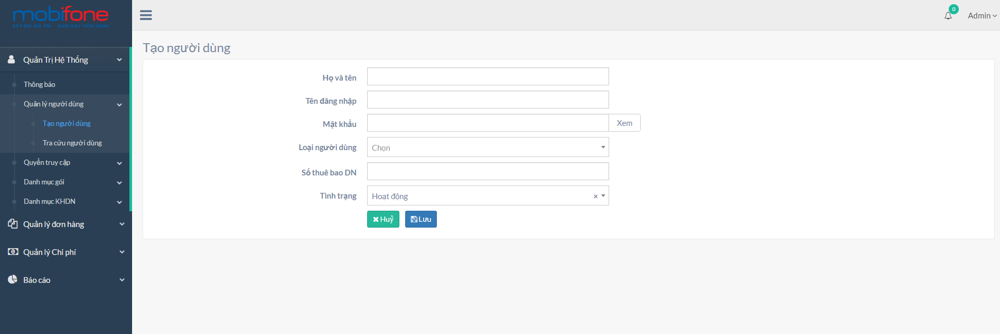 mobifone
KẾT NỐI GIÁ TRỊ - KHƠI DẬY TIỀM NĂNG
0
Admin
Quản Trị Hệ Thống
Thông báo
Quản lý người dùng
Tạo người dùng
Tra cứu người dùng
Quyền truy cập
Danh mục gói
Danh mục KHDN
Quản lý đơn hàng
Quản lý Chi phí
Báo cáo
Tạo người dùng
Họ và tên
Tên đăng nhập
Mật khẩu
Xem
Loại người dùng
Chọn
Số thuê bao DN
Tình trạng
Hoạt động ×
Huỷ Lưu